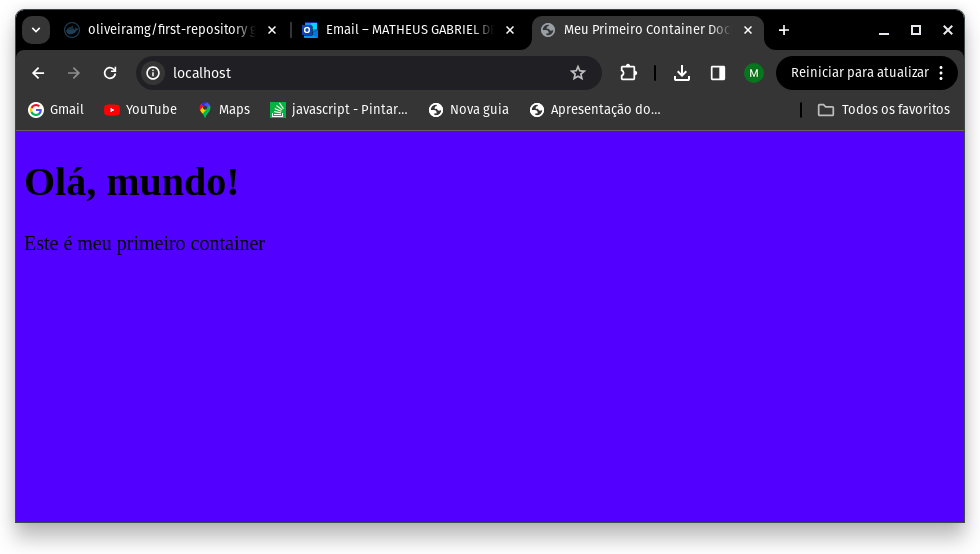 oliveiramg/first-repository
Email – MATHEUS GABRIEL
Meu Primeiro Container Doc
localhost
M
Reiniciar para atualizar
Gmail
YouTube
Maps
javascript - Pintar...
Nova guia
Apresentação do...
Todos os favoritos
Olá, mundo!
Este é meu primeiro container